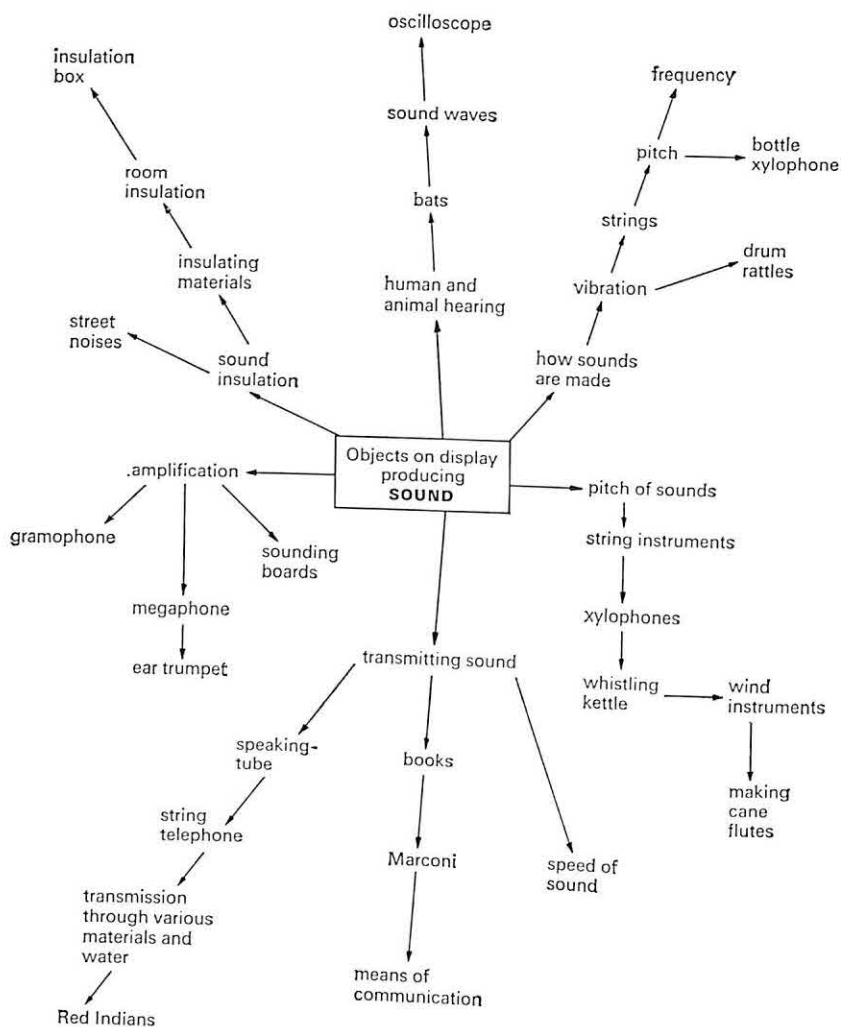 oscilloscope
insulation
box
frequency
sound waves
pitch
bottle
xylophone
room
insulation
bats
strings
insulating
materials
human and
animal hearing
vibration
drum
rattles
street
noises
sound
insulation
how sounds
are made
Objects on display
producing
SOUND
.amplification
pitch of sounds
gramophone
sounding
boards
string instruments
megaphone
xylophones
ear trumpet
transmitting sound
whistling
kettle
wind
instruments
speaking-
tube
books
making
cane
flutes
string
telephone
Marconi
speed of
sound
transmission
through various
materials and
water
means of
communication
Red Indians